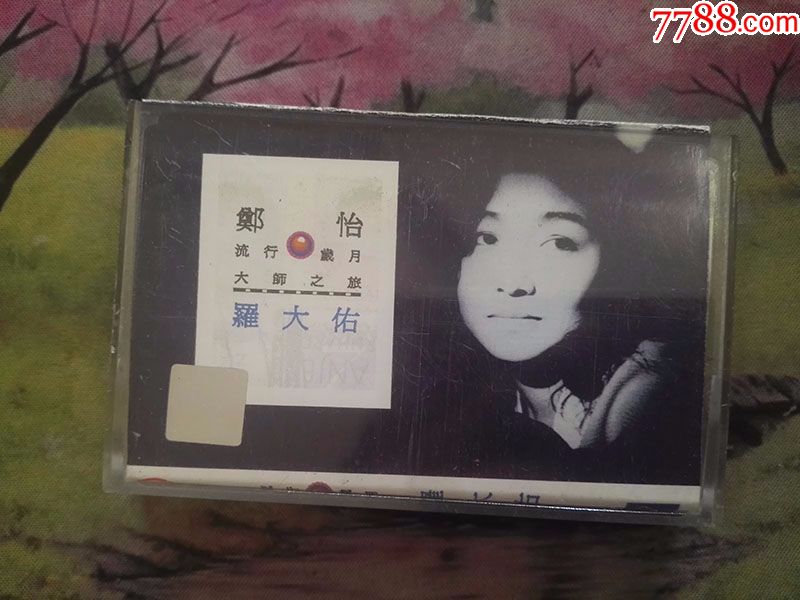 7788.com
鄭 怡
流行 歲月
大師之旅
羅大佑